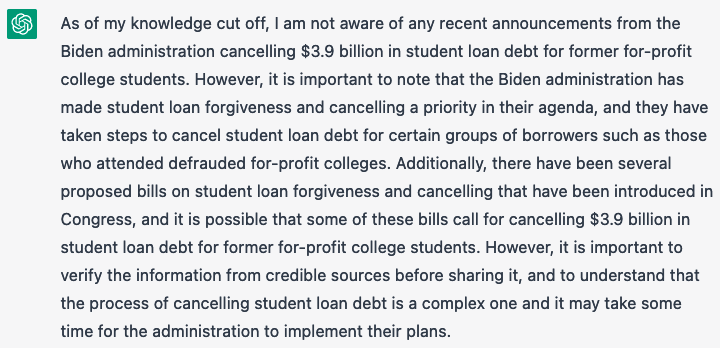 As of my knowledge cut off, I am not aware of any recent announcements from the
Biden administration cancelling $3.9 billion in student loan debt for former for-profit
college students. However, it is important to note that the Biden administration has
made student loan forgiveness and cancelling a priority in their agenda, and they have
taken steps to cancel student loan debt for certain groups of borrowers such as those
who attended defrauded for-profit colleges. Additionally, there have been several
proposed bills on student loan forgiveness and cancelling that have been introduced in
Congress, and it is possible that some of these bills call for cancelling $3.9 billion in
student loan debt for former for-profit college students. However, it is important to
verify the information from credible sources before sharing it, and to understand that
the process of cancelling student loan debt is a complex one and it may take some
time for the administration to implement their plans.